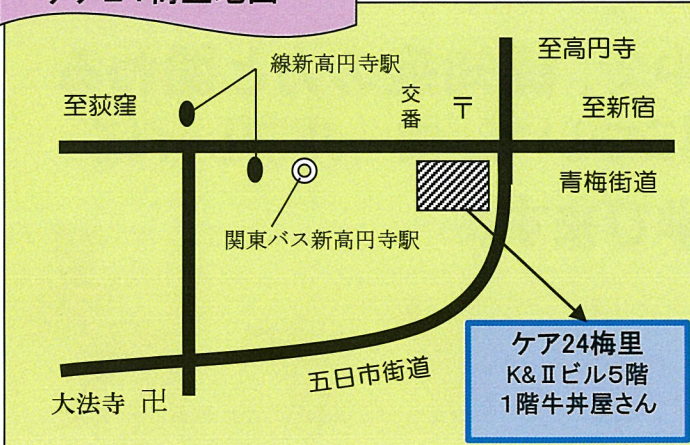 線新高円寺駅
至高円寺
至荻窪
交番
〒
至新宿
青梅街道
関東バス新高円寺駅
五日市街道
大法寺 卍
ケア24梅里
K&Ⅱビル5階
1階牛丼屋さん